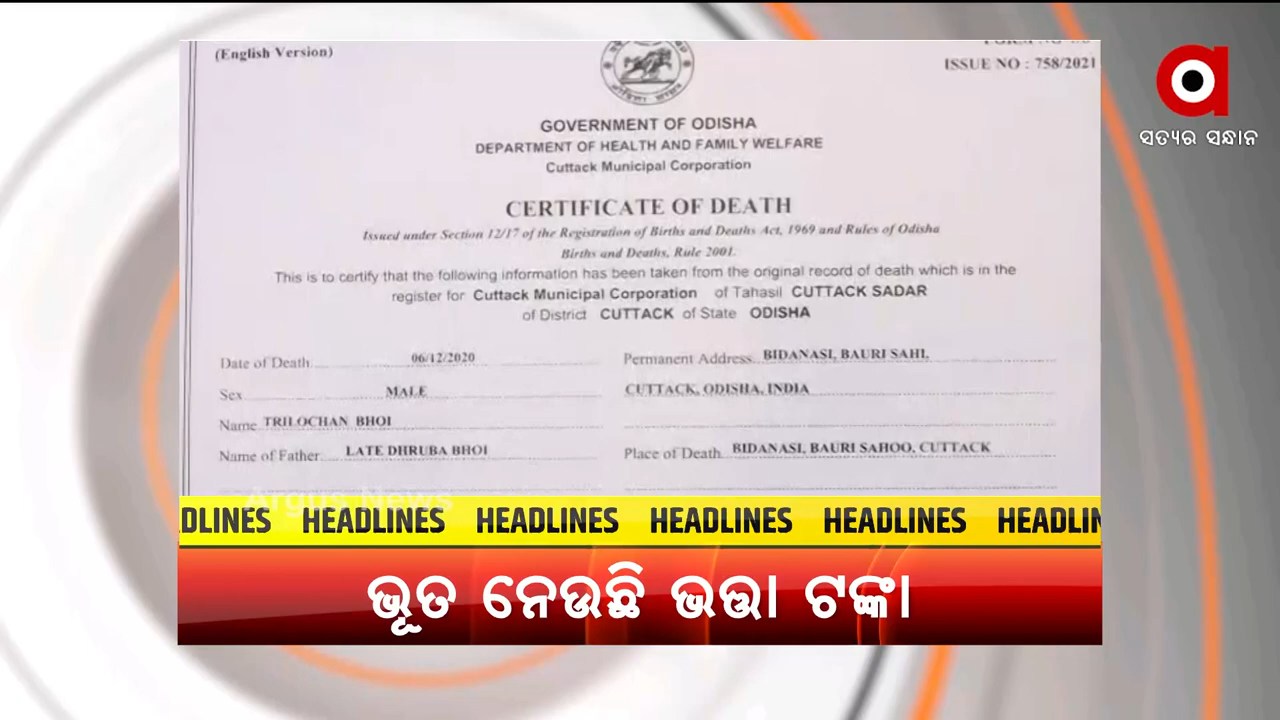 (English Version)
ISSUE NO : 758/2021
GOVERNMENT OF ODISHA
DEPARTMENT OF HEALTH AND FAMILY WELFARE
Cuttack Municipal Corporation
CERTIFICATE OF DEATH
Issued under Section 12/17 of the Registration of Births and Deaths Act, 1969 and Rules of Odisha
Births and Deaths, Rule 2001.
This is to certify that the following information has been taken from the original record of death which is in the
register for Cuttack Municipal Corporation of Tahasil CUTTACK SADAR
of District CUTTACK of State ODISHA
Date of Death 06/12/2020 Permanent Address BIDANASI, BAURI SAHI,
Sex MALE CUTTACK, ODISHA, INDIA
Name TRILOCHAN BHOI
Name of Father LATE DHRUBA BHOI Place of Death BIDANASI, BAURI SAHOO, CUTTACK
ସତ୍ୟର ସନ୍ଧାନ
Argus News
DLINES HEADLINES HEADLINES HEADLINES HEADLINES HEADLIN
ଭୂତ ନେଉଛି ଭତ୍ତା ଟଙ୍କା